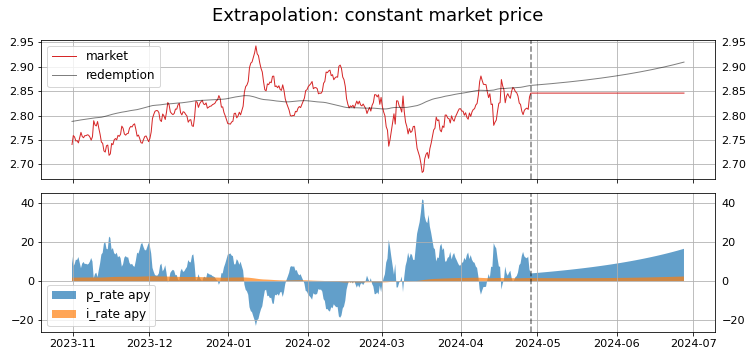 Extrapolation: constant market price
2.95 2.95
market
2.90 redemption 2.90
2.85 2.85
2.80 2.80
2.75 2.75
2.70 2.70
40 40
20 20
0 0
p_rate apy
i_rate apy
−20 −20
2023-11 2023-12 2024-01 2024-02 2024-03 2024-04 2024-05 2024-06 2024-07